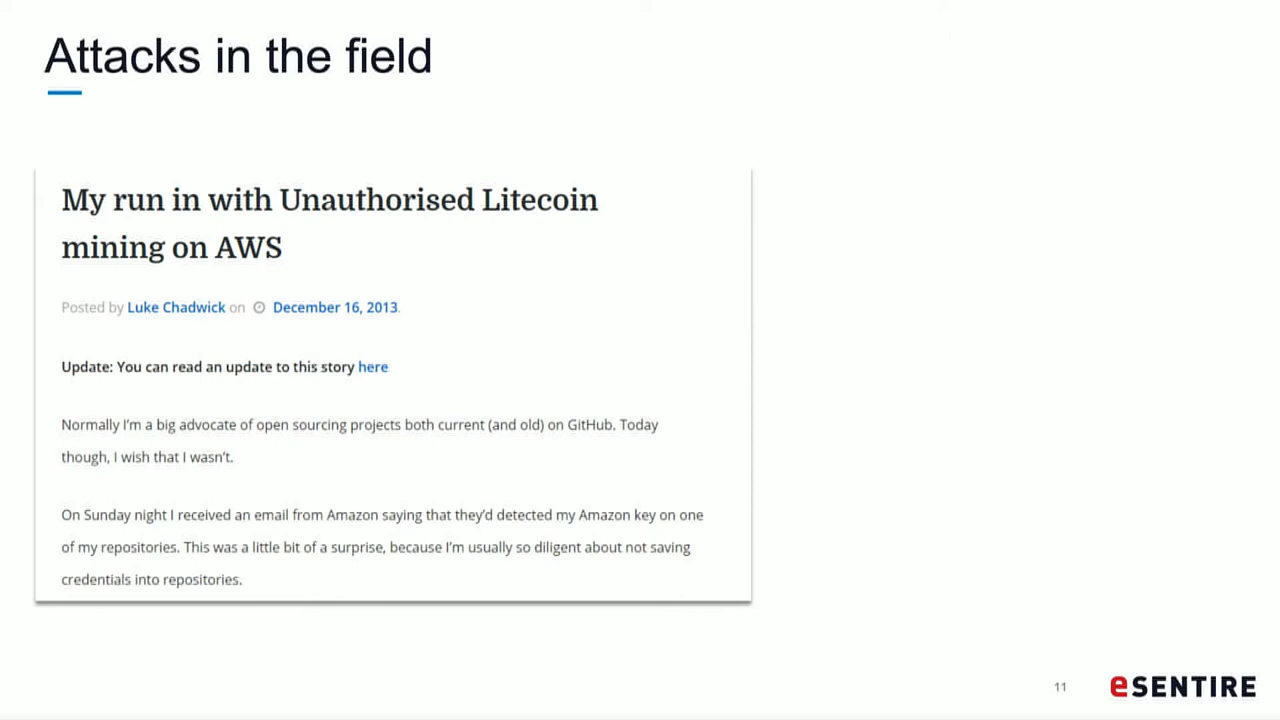 Attacks in the field
My run in with Unauthorised Litecoin
mining on AWS
Posted by Luke Chadwick on December 16, 2013.
Update: You can read an update to this story here
Normally I'm a big advocate of open sourcing projects both current (and old) on GitHub. Today
though, I wish that I wasn't.
On Sunday night I received an email from Amazon saying that they'd detected my Amazon key on one
of my repositories. This was a little bit of a surprise, because I'm usually so diligent about not saving
credentials into repositories.
11
eSENTIRE